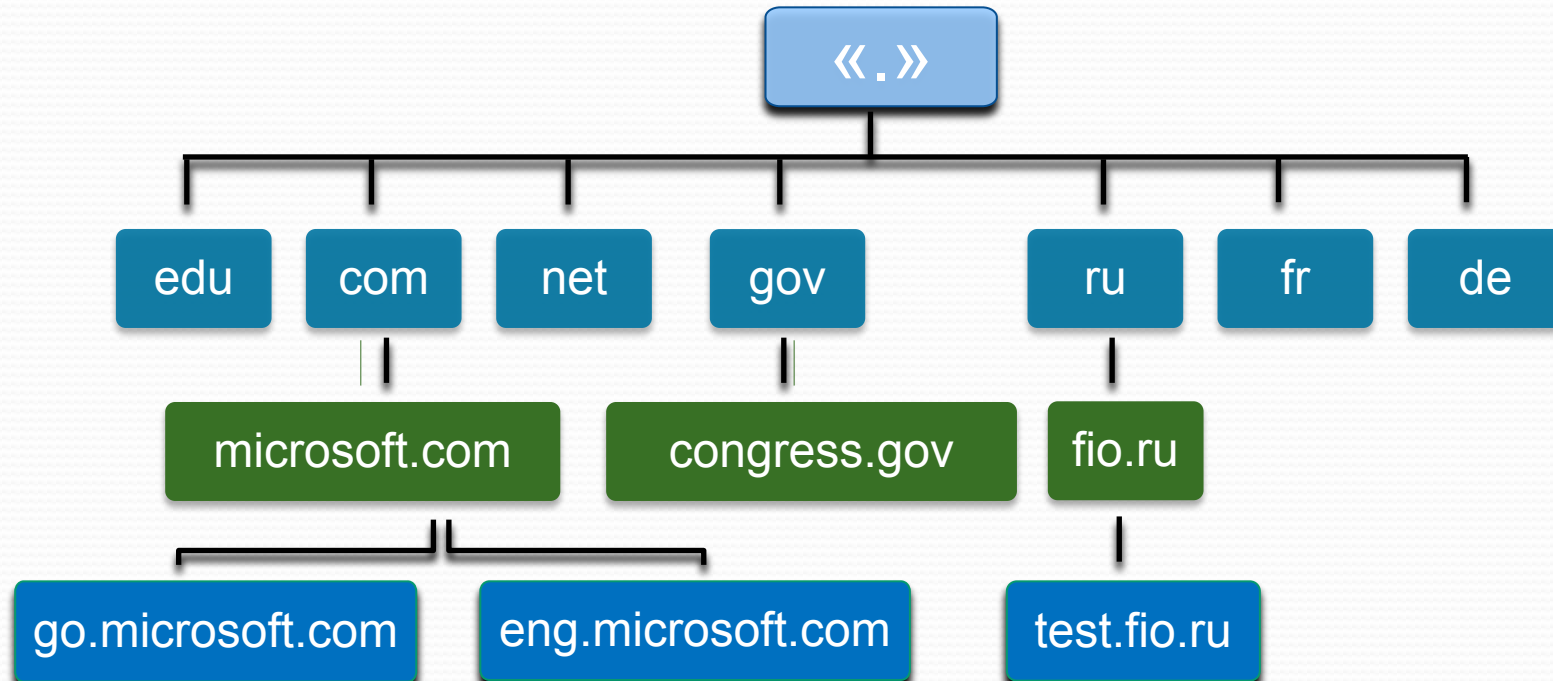 «.»
edu
com
net
gov
ru
fr
de
microsoft.com
congress.gov
fio.ru
go.microsoft.com
eng.microsoft.com
test.fio.ru